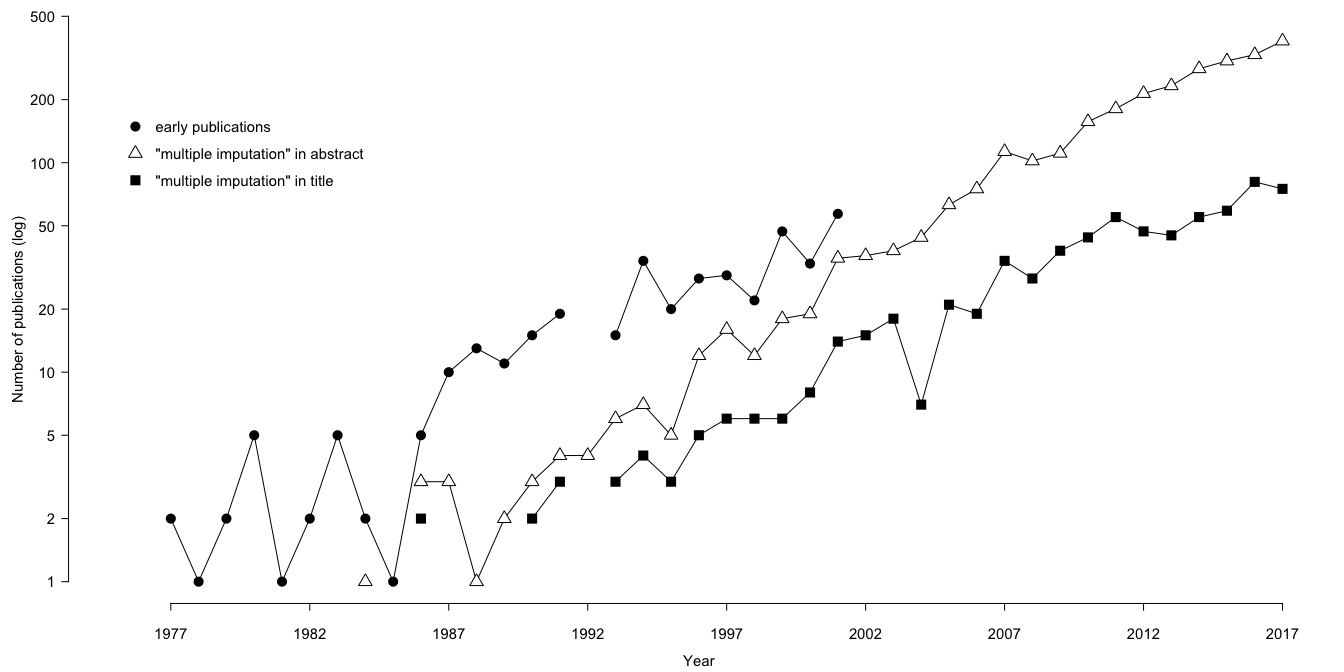 500
200
100
50
20
10
5
2
1
Number of publications (log)
early publications
"multiple imputation" in abstract
"multiple imputation" in title
1977 1982 1987 1992 1997 2002 2007 2012 2017
Year